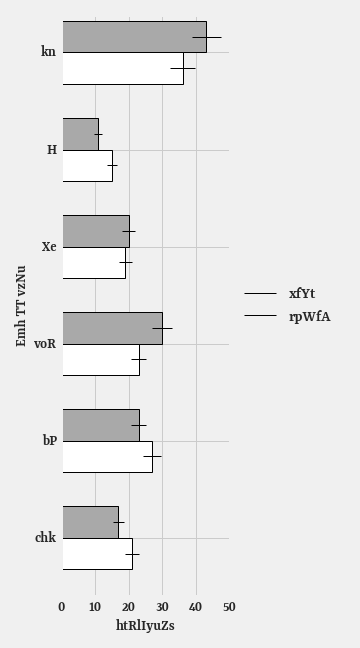 kn
H
Xe
voR
bP
chk
Emh TT vzNu
0 10 20 30 40 50
htRlIyuZs
xfYt
rpWfA